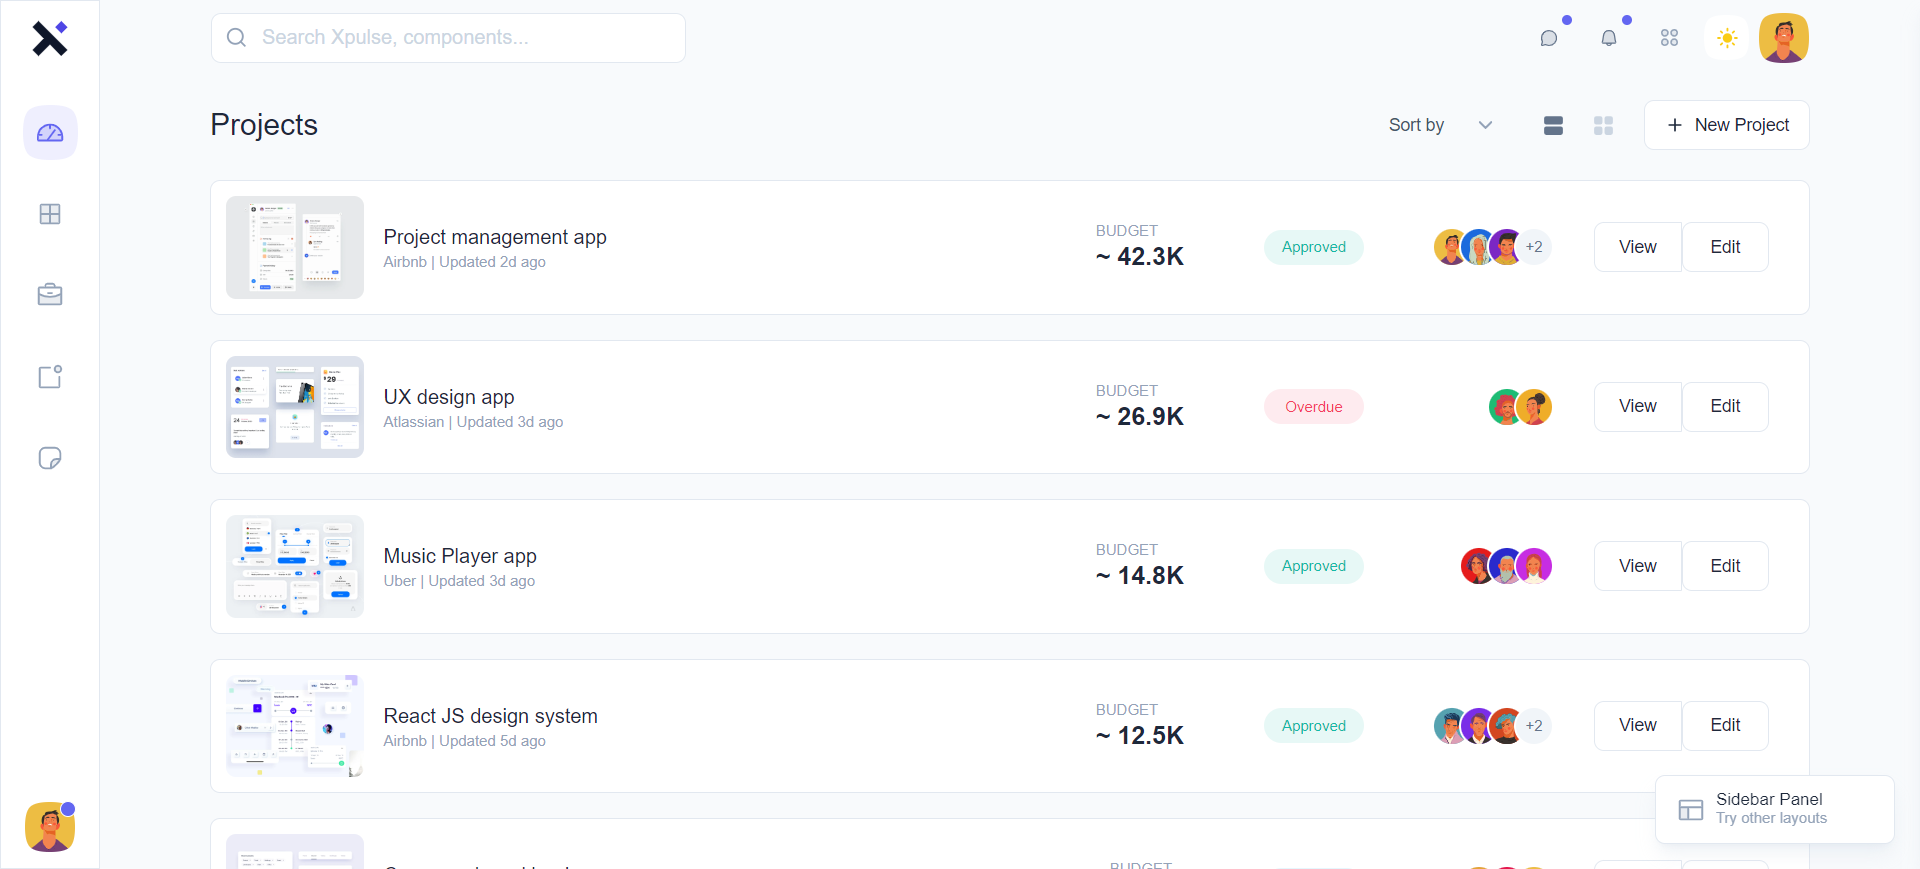 Search Xpulse, components...
Projects
Sort by
New Project
Project management app
Airbnb | Updated 2d ago
BUDGET
~ 42.3K
Approved
+2
View
Edit
UX design app
Atlassian | Updated 3d ago
BUDGET
~ 26.9K
Overdue
View
Edit
Music Player app
Uber | Updated 3d ago
BUDGET
~ 14.8K
Approved
View
Edit
React JS design system
Airbnb | Updated 5d ago
BUDGET
~ 12.5K
Approved
+2
View
Edit
Sidebar Panel
Try other layouts
BUDGET